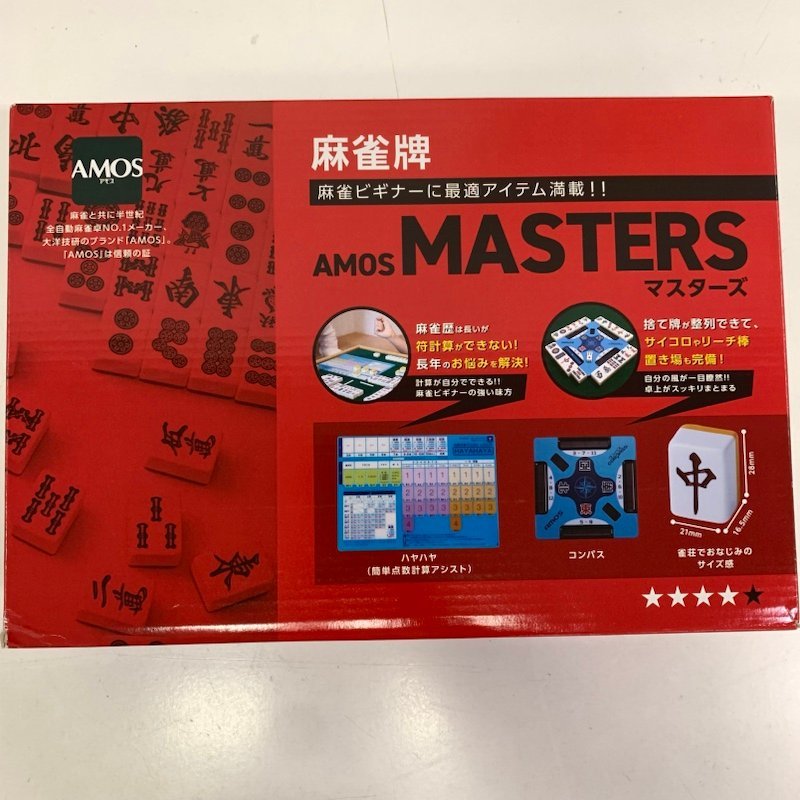 AMOS
アモス
麻雀と共に半世紀
全自動麻雀卓NO.1メーカー、
大洋技研のブランド「AMOS」。
「AMOS」は信頼の証
麻雀牌
麻雀ビギナーに最適アイテム満載!!
AMOS MASTERS
マスターズ
麻雀歴は長いが
符計算ができない!
長年のお悩みを解決!
計算が自分でできる!!
麻雀ビギナーの強い味方
捨て牌が整列できて、
サイコロやリーチ棒
置き場も完備!
自分の風が一目瞭然!!
卓上がスッキリまとまる
HAYAHAYA
ハヤハヤ
(簡単点数計算アシスト)
3・7・11
5・9
東
AMOS
コンパス
中
28mm
21mm
16.5mm
雀荘でおなじみの
サイズ感